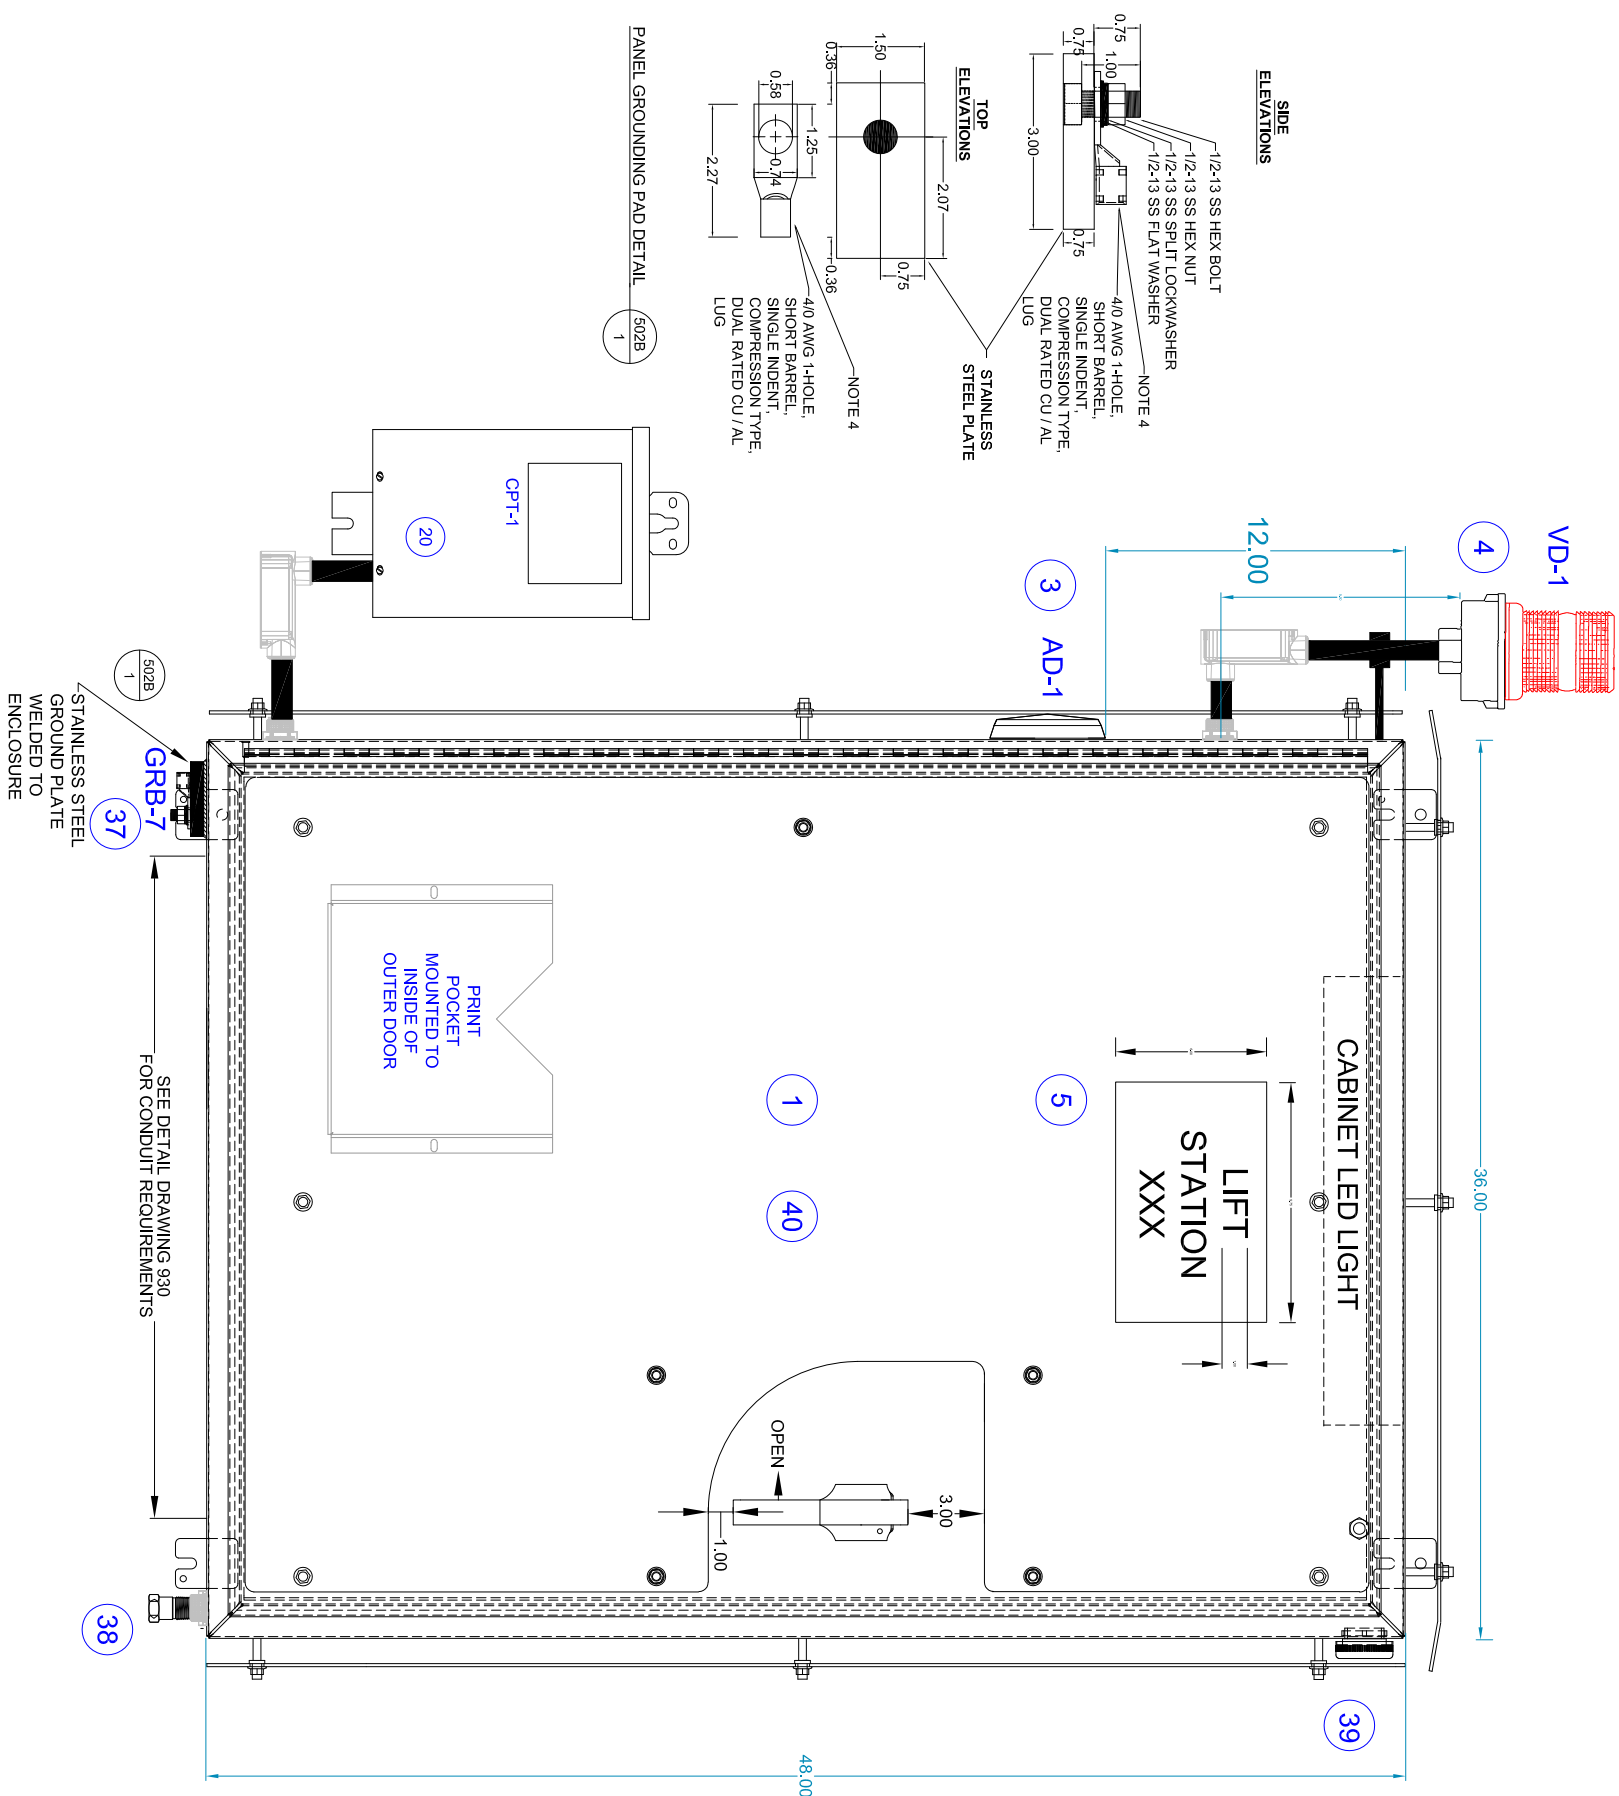 SIDE
ELEVATIONS
0.75
0.75
1.00
3.00
0.75
1/2-13 SS HEX BOLT
1/2-13 SS HEX NUT
1/2-13 SS SPLIT LOCKWASHER
1/2-13 SS FLAT WASHER
NOTE 4
4/0 AWG 1-HOLE,
SHORT BARREL,
SINGLE INDENT,
COMPRESSION TYPE,
DUAL RATED CU / AL
LUG
STAINLESS
STEEL PLATE
TOP
ELEVATIONS
1.50
0.36
2.07
0.75
0.36
0.58
1.25
0.74
2.27
NOTE 4
4/0 AWG 1-HOLE,
SHORT BARREL,
SINGLE INDENT,
COMPRESSION TYPE,
DUAL RATED CU / AL
LUG
PANEL GROUNDING PAD DETAIL
502B
1
VD-1
4
12.00
3
AD-1
CPT-1
20
36.00
CABINET LED LIGHT
LIFT
STATION
XXX
5
1
40
OPEN
3.00
1.00
PRINT
POCKET
MOUNTED TO
INSIDE OF
OUTER DOOR
39
48.00
502B
1
STAINLESS STEEL
GROUND PLATE
WELDED TO
ENCLOSURE
GRB-7
37
SEE DETAIL DRAWING 930
FOR CONDUIT REQUIREMENTS
38